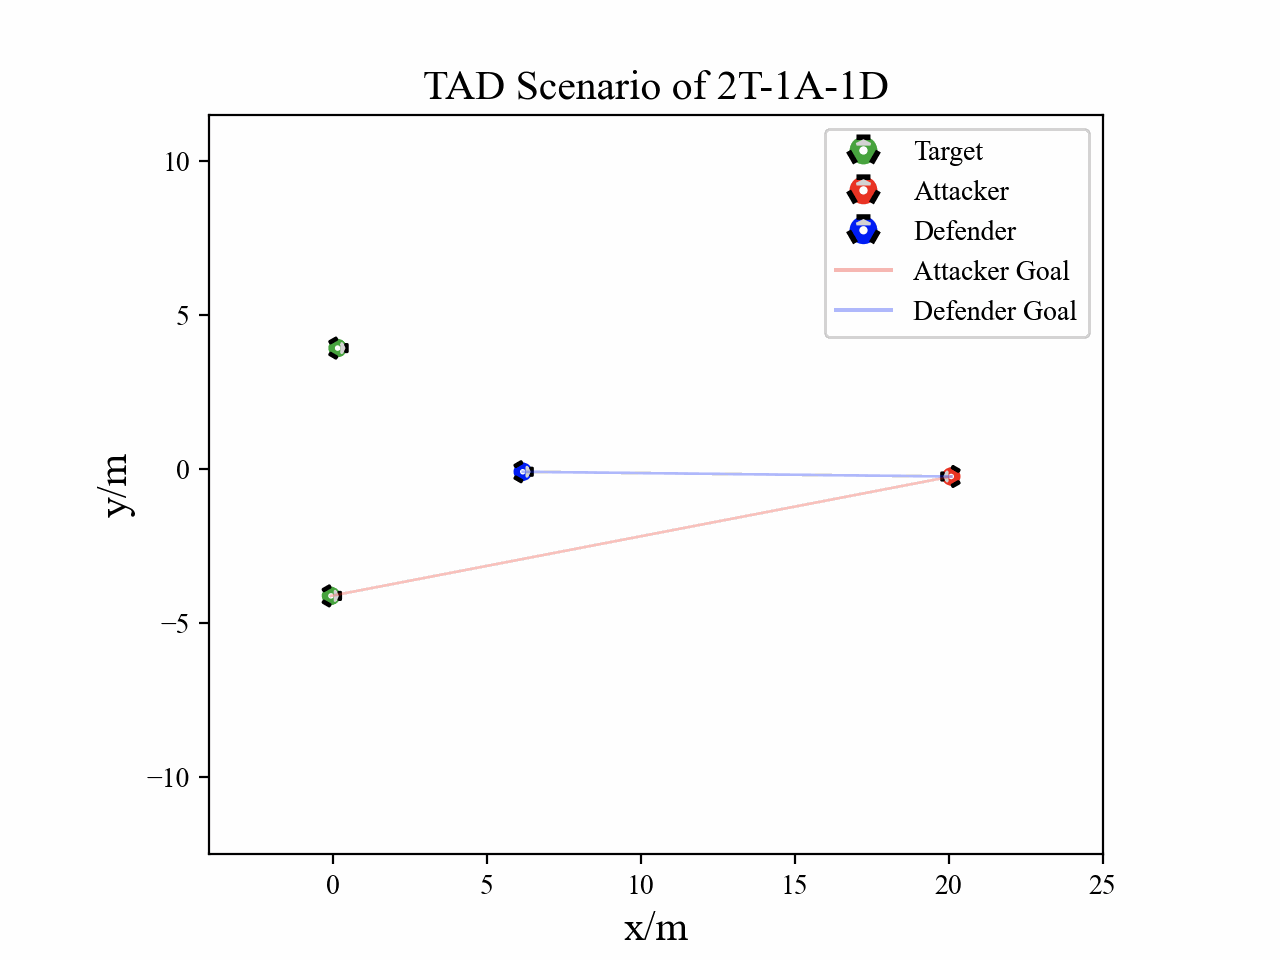 TAD Scenario of 2T-1A-1D
Target
Attacker
Defender
Attacker Goal
Defender Goal
10
5
0
−5
−10
y/m
0
5
10
15
20
25
x/m